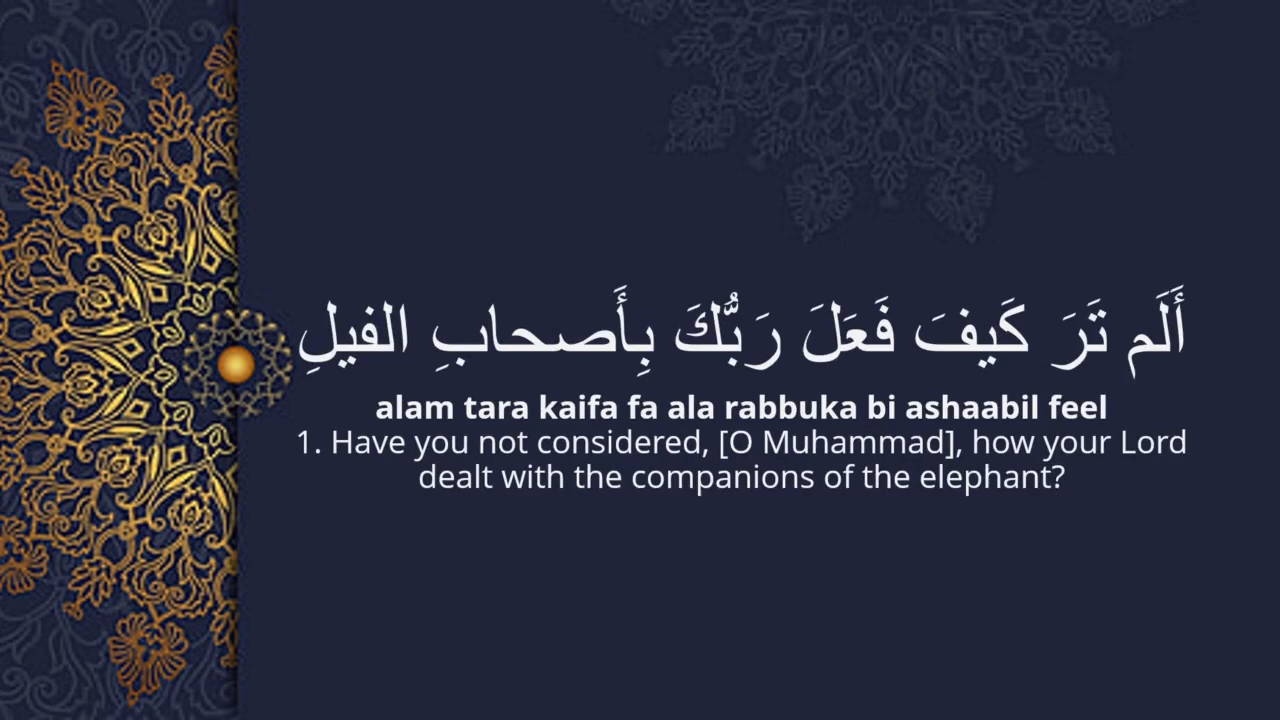 أَلَم تَرَ كَيفَ فَعَلَ رَبُّكَ بِأَصحابِ الفيلِ
alam tara kaifa fa ala rabbuka bi ashaabil feel
1. Have you not considered, [O Muhammad], how your Lord
dealt with the companions of the elephant?